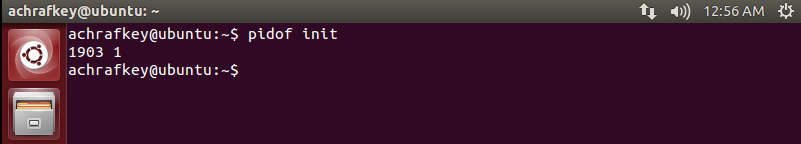 achrafkey@ubuntu: ~
12:56 AM
achrafkey@ubuntu:~$ pidof init
1903 1
achrafkey@ubuntu:~$